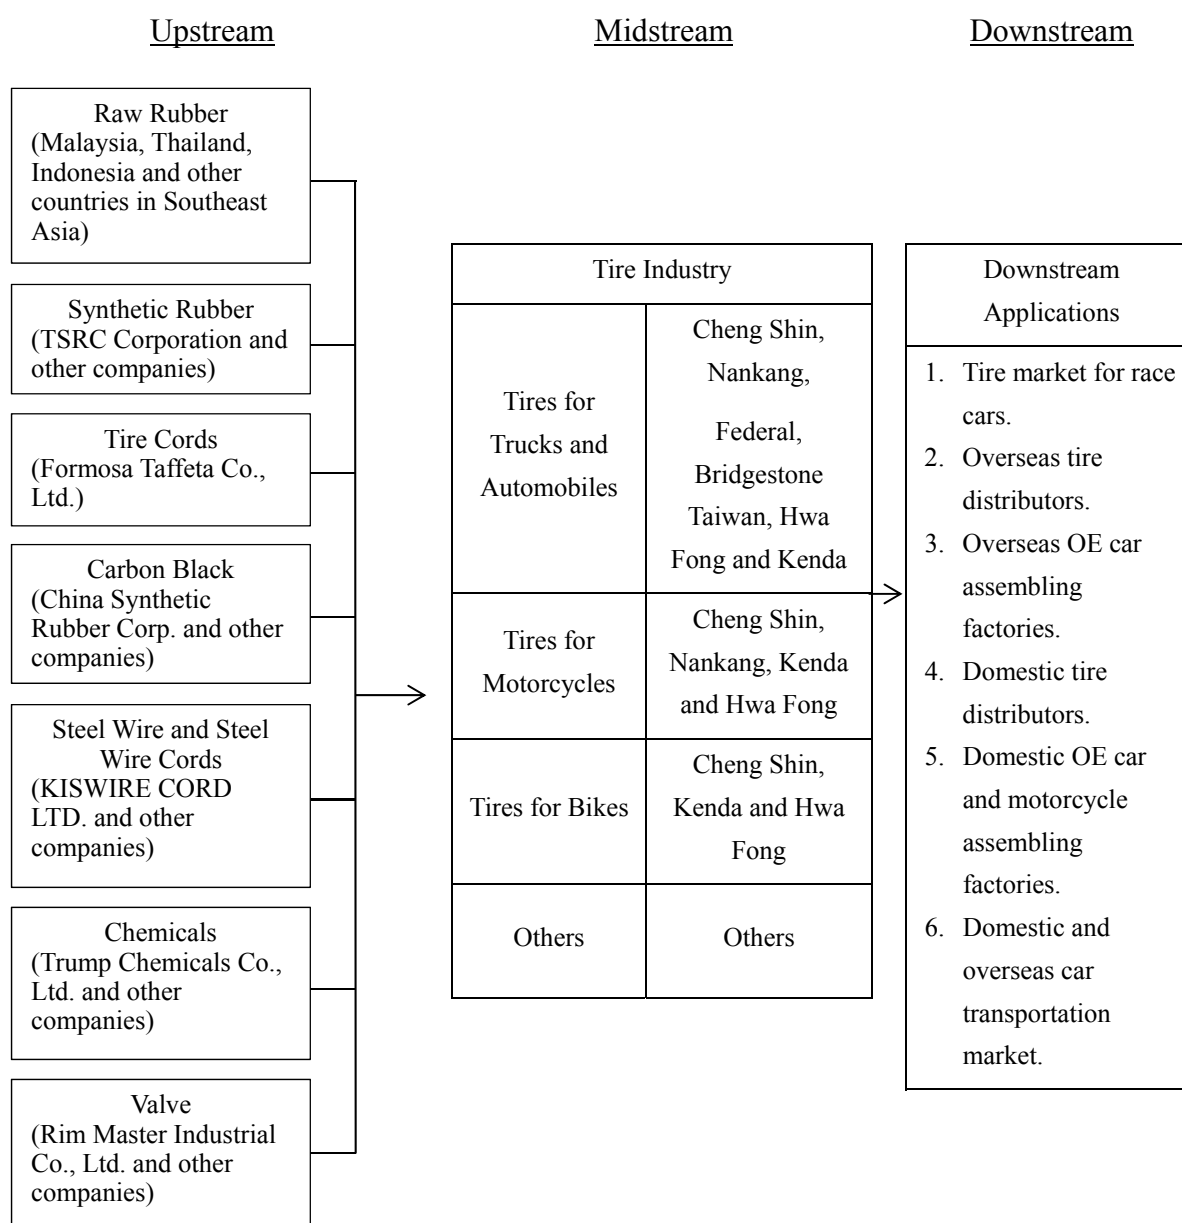 Upstream
Midstream
Downstream
Raw Rubber
(Malaysia, Thailand,
Indonesia and other
countries in Southeast
Asia)
Synthetic Rubber
(TSRC Corporation and
other companies)
Tire Cords
(Formosa Taffeta Co.,
Ltd.)
Carbon Black
(China Synthetic
Rubber Corp. and other
companies)
Steel Wire and Steel
Wire Cords
(KISWIRE CORD
LTD. and other
companies)
Chemicals
(Trump Chemicals Co.,
Ltd. and other
companies)
Valve
(Rim Master Industrial
Co., Ltd. and other
companies)
Tire Industry
Tires for
Trucks and
Automobiles
Cheng Shin,
Nankang,
Federal,
Bridgestone
Taiwan, Hwa
Fong and Kenda
Tires for
Motorcycles
Cheng Shin,
Nankang, Kenda
and Hwa Fong
Tires for Bikes
Cheng Shin,
Kenda and Hwa
Fong
Others
Others
Downstream
Applications
1. Tire market for race
cars.
2. Overseas tire
distributors.
3. Overseas OE car
assembling
factories.
4. Domestic tire
distributors.
5. Domestic OE car
and motorcycle
assembling
factories.
6. Domestic and
overseas car
transportation
market.